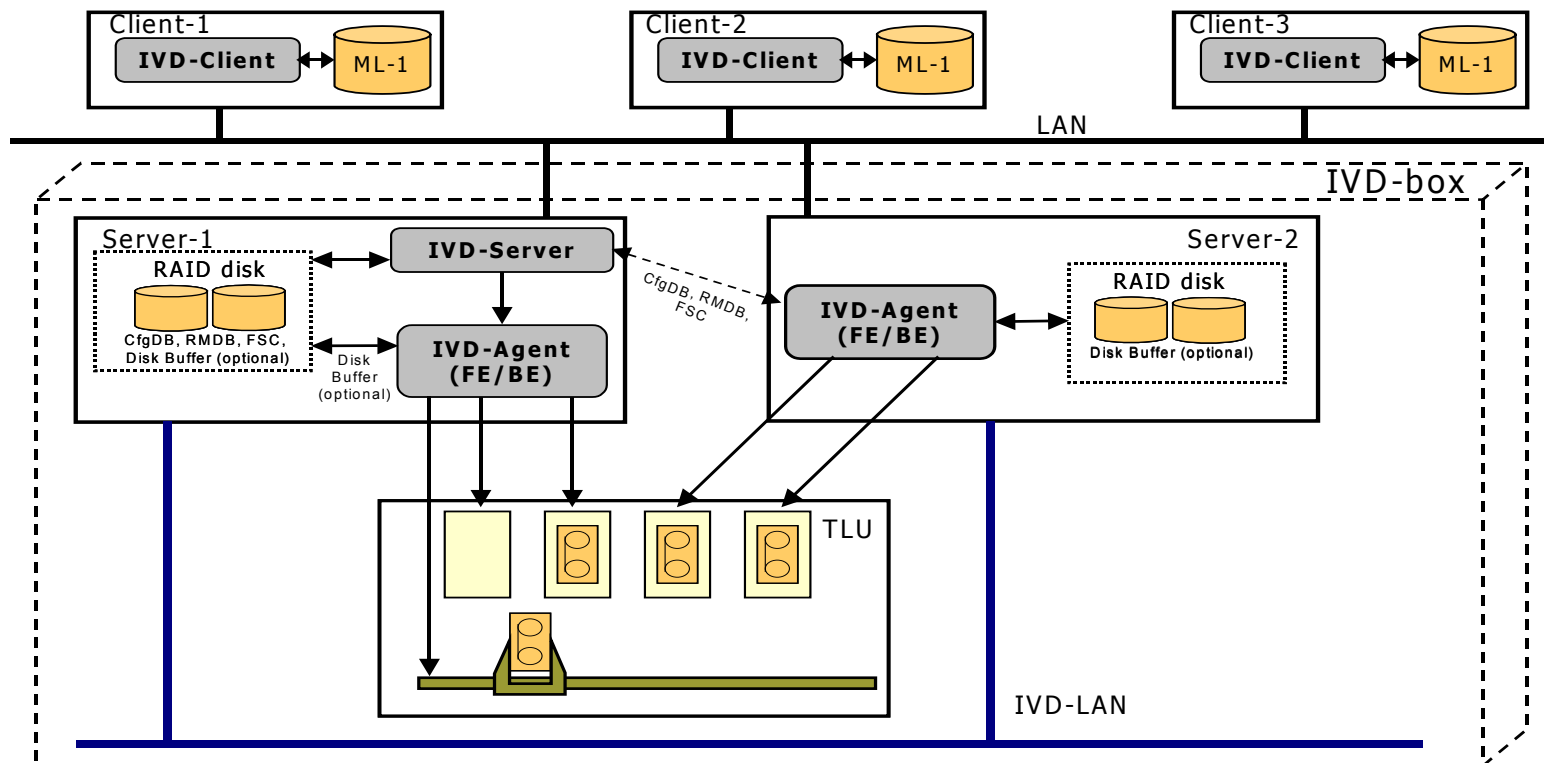 Client-1
IVD-Client
ML-1
Client-2
IVD-Client
ML-1
Client-3
IVD-Client
ML-1
LAN
IVD-box
Server-1
RAID disk
CfgDB, RMDB, FSC,
Disk Buffer (optional)
IVD-Server
Disk
Buffer
(optional)
IVD-Agent
(FE/BE)
CfgDB, RMDB,
FSC
Server-2
IVD-Agent
(FE/BE)
RAID disk
Disk Buffer (optional)
TLU
IVD-LAN